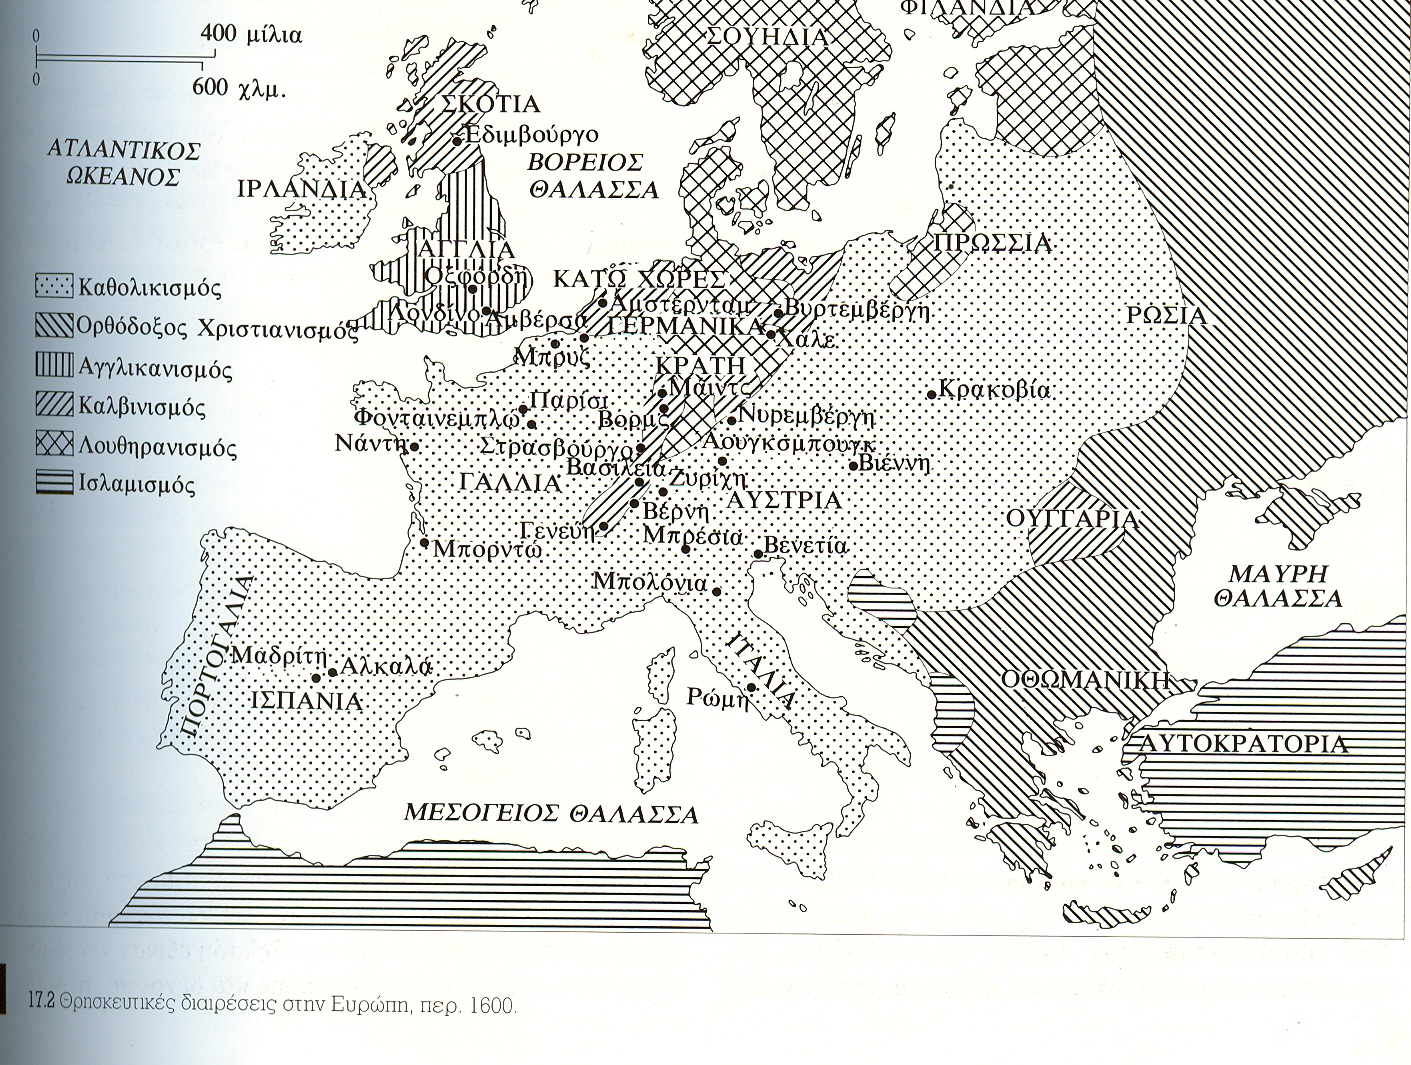 0
400 μίλια
0
600 χλμ.
ΦΙΛΑΝΔΙΑ
ΣΟΥΗΔΙΑ
ΣΚΟΤΙΑ
Εδιμβούργο
ΑΤΛΑΝΤΙΚΟΣ
ΩΚΕΑΝΟΣ
ΒΟΡΕΙΟΣ
ΘΑΛΑΣΣΑ
ΙΡΛΑΝΔΙΑ
ΑΓΓΛΙΑ
Οξφόρδη
Λονδίνο
ΠΡΩΣΣΙΑ
ΡΩΣΙΑ
ΚΑΤΩ ΧΩΡΕΣ
Άμστερνταμ
Βυρτεμβέργη
Αμβέρσα
ΓΕΡΜΑΝΙΚΑ
Χάλε
Μπρυζ
ΚΡΑΤΗ
Μάιντς
Κρακοβία
Καθολικισμός
Ορθόδοξος Χριστιανισμός
Αγγλικανισμός
Καλβινισμός
Λουθηρανισμός
Ισλαμισμός
Παρίσι
Φονταινεμπλώ
Βορμς
Νυρεμβέργη
Νάντη
Στρασβούργο
Άουγκσμπουγκ
Βασιλεία
Βιέννη
ΓΑΛΛΙΑ
Ζυρίχη
ΑΥΣΤΡΙΑ
Βέρνη
ΟΥΓΓΑΡΙΑ
Γενεύη
Μπρέσια
Μπορντώ
Βενετία
Μπολόνια
ΜΑΥΡΗ
ΘΑΛΑΣΣΑ
ΠΟΡΤΟΓΑΛΙΑ
Μαδρίτη
Αλκαλά
ΙΣΠΑΝΙΑ
ΙΤΑΛΙΑ
Ρώμη
ΟΘΩΜΑΝΙΚΗ
ΑΥΤΟΚΡΑΤΟΡΙΑ
ΜΕΣΟΓΕΙΟΣ ΘΑΛΑΣΣΑ
17.2 Θρησκευτικές διαιρέσεις στην Ευρώπη, περ. 1600.